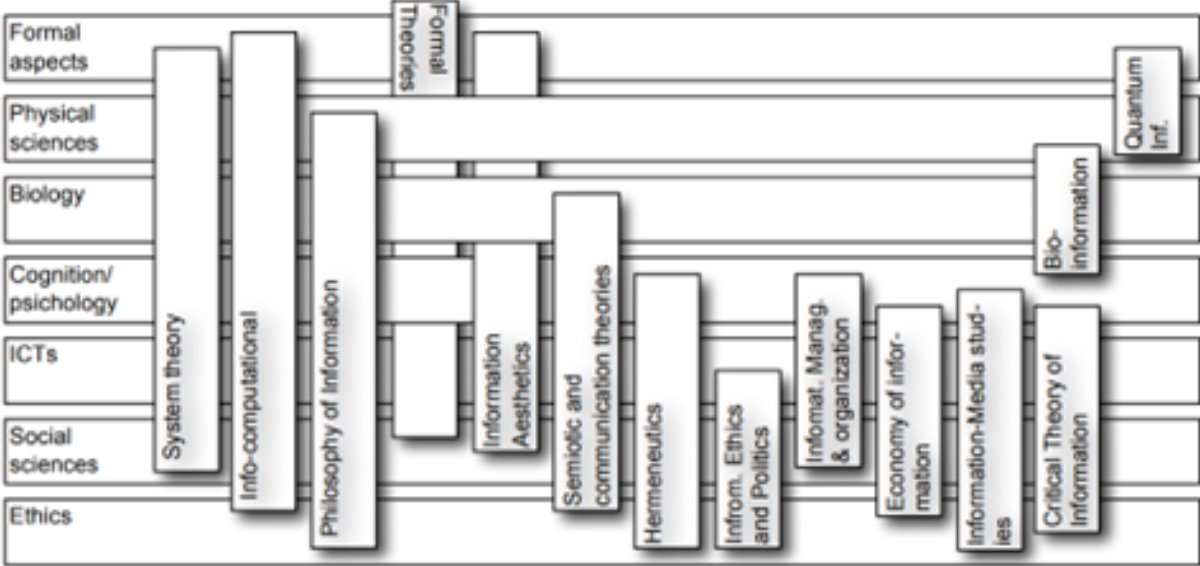 Formal
aspects
Physical
sciences
Biology
Cognition/
psichology
ICTs
Social
sciences
Ethics
System theory
Info-computational
Philosophy of Information
Formal
Theories
Information
Aesthetics
Semiotic and
communication theories
Hermeneutics
Infrom. Ethics
and Politics
Infomat. Manag.
& organization
Economy of infor-
mation
Information-Media stud-
ies
Critical Theory of
Information
Bio-
information
Quantum
Inf.